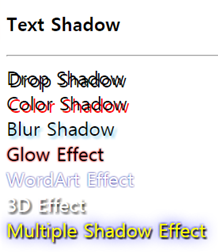 Text Shadow
Drop Shadow
Color Shadow
Blur Shadow
Glow Effect
WordArt Effect
3D Effect
Multiple Shadow Effect